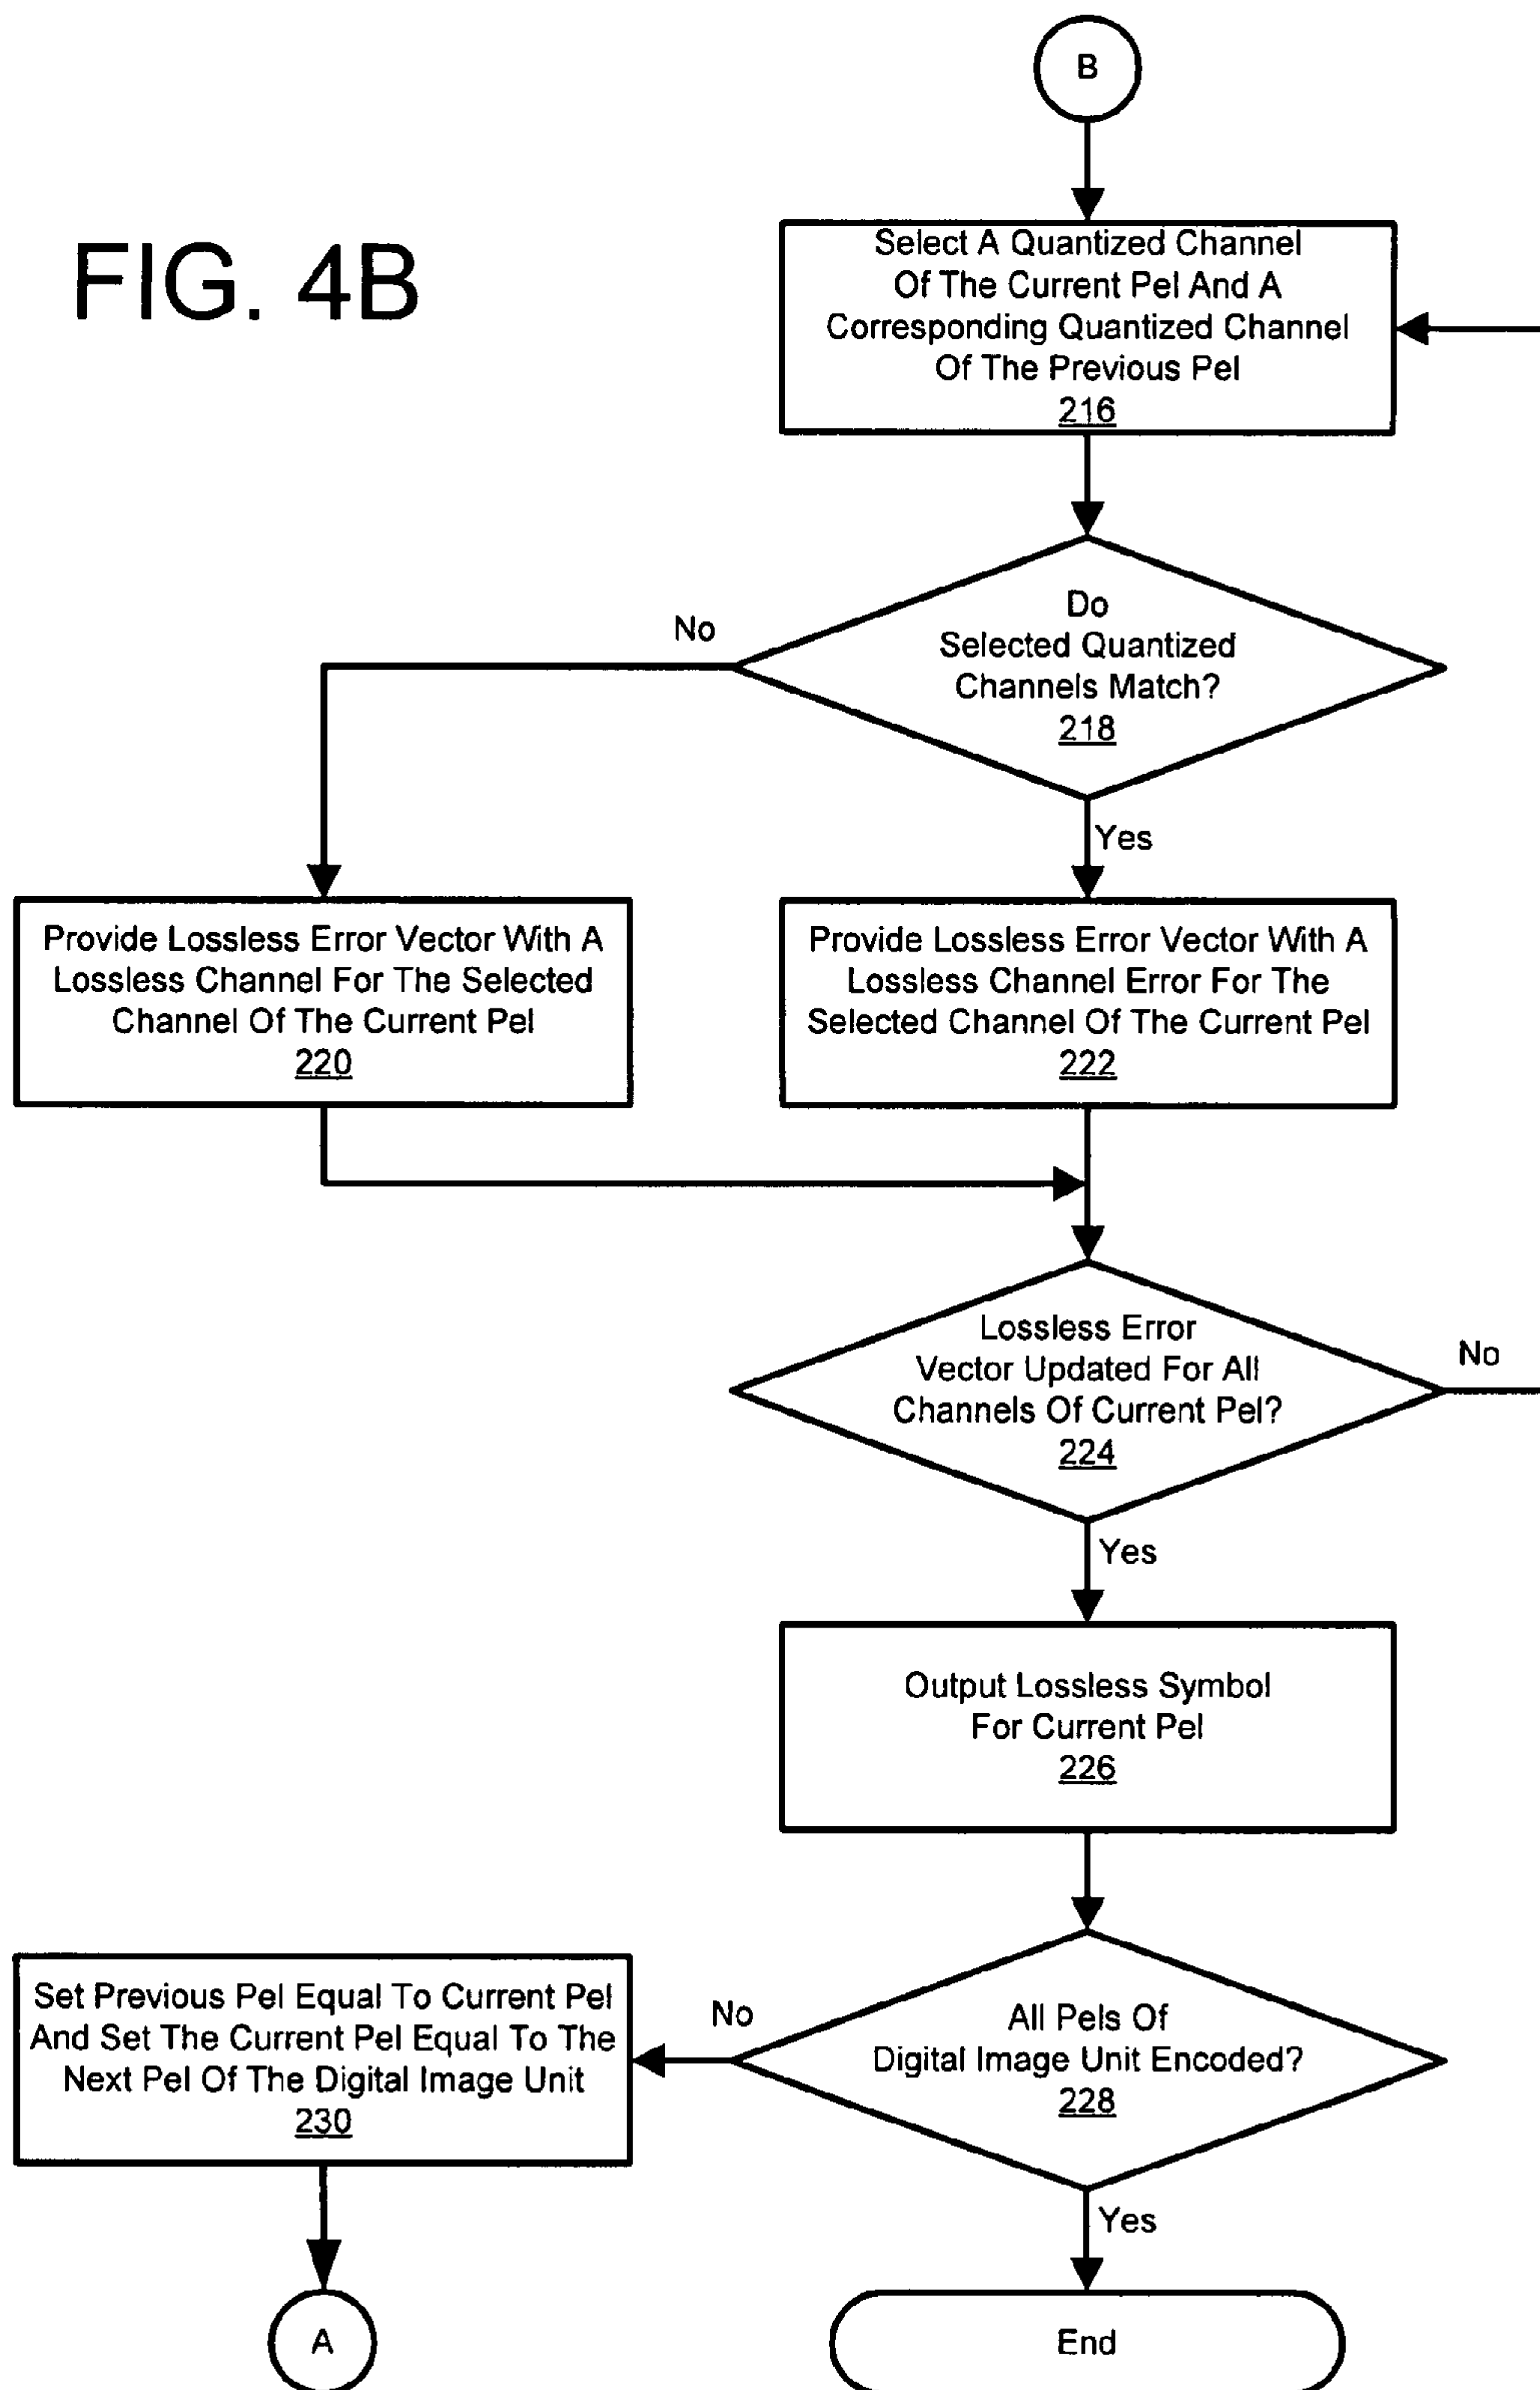 B
FIG. 4B
Select A Quantized Channel
Of The Current Pel And A
Corresponding Quantized Channel
Of The Previous Pel
216
Do
Selected Quantized
Channels Match?
218
No
Yes
Provide Lossless Error Vector With A
Lossless Channel For The Selected
Channel Of The Current Pel
220
Provide Lossless Error Vector With A
Lossless Channel Error For The
Selected Channel Of The Current Pel
222
Lossless Error
Vector Updated For All
Channels Of Current Pel?
224
No
Yes
Output Lossless Symbol
For Current Pel
226
All Pels Of
Digital Image Unit Encoded?
228
No
Yes
Set Previous Pel Equal To Current Pel
And Set The Current Pel Equal To The
Next Pel Of The Digital Image Unit
230
A
End